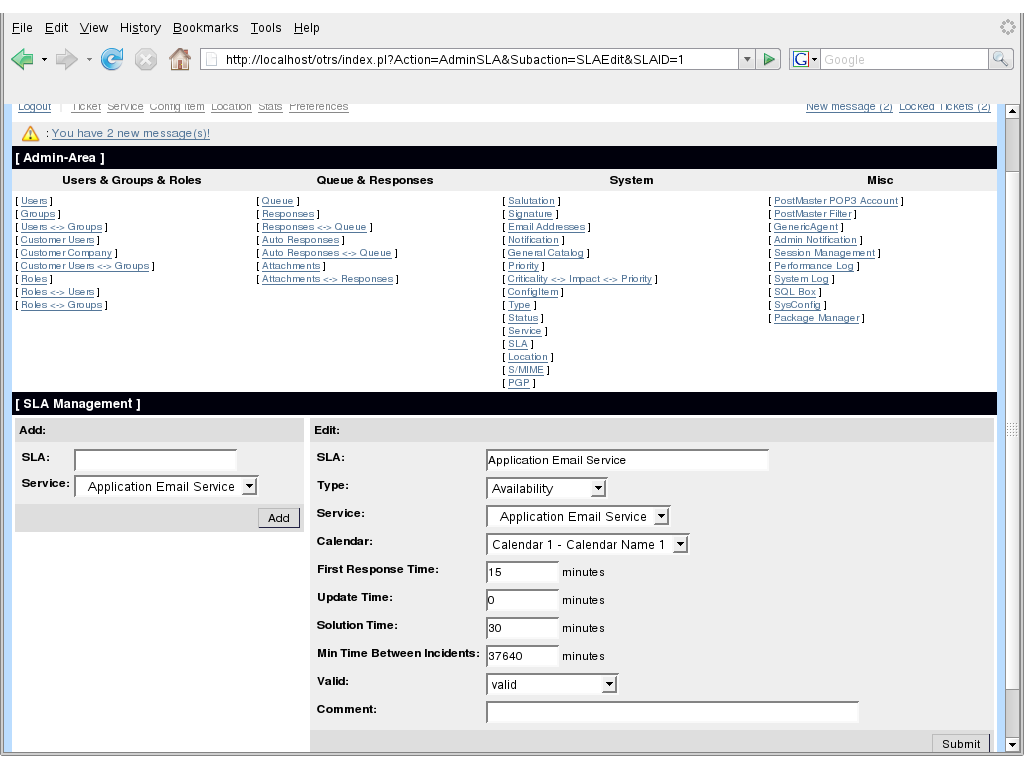 File Edit View History Bookmarks Tools Help
http://localhost/otrs/index.pl?Action=AdminSLA&Subaction=SLAEdit&SLAID=1
G Google
Logout Ticket Service ConfigItem Location Stats Preferences New message (2) Locked Tickets (2)
: You have 2 new message(s)!
[ Admin-Area ]
Users & Groups & Roles Queue & Responses System Misc
[ Users ] [ Queue ] [ Salutation ] [ PostMaster POP3 Account ]
[ Groups ] [ Responses ] [ Signature ] [ PostMaster Filter ]
[ Users <-> Groups ] [ Responses <-> Queue ] [ Email Addresses ] [ GenericAgent ]
[ Customer Users ] [ Auto Responses ] [ Notification ] [ Admin Notification ]
[ Customer Company ] [ Auto Responses <-> Queue ] [ General Catalog ] [ Session Management ]
[ Customer Users <-> Groups ] [ Attachments ] [ Priority ] [ Performance Log ]
[ Roles ] [ Attachments <-> Responses ] [ Criticality <-> Impact <-> Priority ] [ System Log ]
[ Roles <-> Users ] [ ConfigItem ] [ SQL Box ]
[ Roles <-> Groups ] [ Type ] [ SysConfig ]
[ Status ] [ Package Manager ]
[ Service ]
[ SLA ]
[ Location ]
[ S/MIME ]
[ PGP ]
[ SLA Management ]
Add:
SLA:
Service: Application Email Service
Add
Edit:
SLA: Application Email Service
Type: Availability
Service: Application Email Service
Calendar: Calendar 1 - Calendar Name 1
First Response Time: 15 minutes
Update Time: 0 minutes
Solution Time: 30 minutes
Min Time Between Incidents: 37640 minutes
Valid: valid
Comment:
Submit